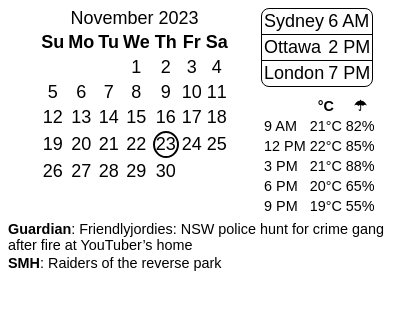 November 2023
Su Mo Tu We Th Fr Sa
1 2 3 4
5 6 7 8 9 10 11
12 13 14 15 16 17 18
19 20 21 22 23 24 25
26 27 28 29 30
Sydney 6 AM
Ottawa 2 PM
London 7 PM
°C ☂
9 AM 21°C 82%
12 PM 22°C 85%
3 PM 21°C 88%
6 PM 20°C 65%
9 PM 19°C 55%
Guardian: Friendlyjordies: NSW police hunt for crime gang
after fire at YouTuber’s home
SMH: Raiders of the reverse park